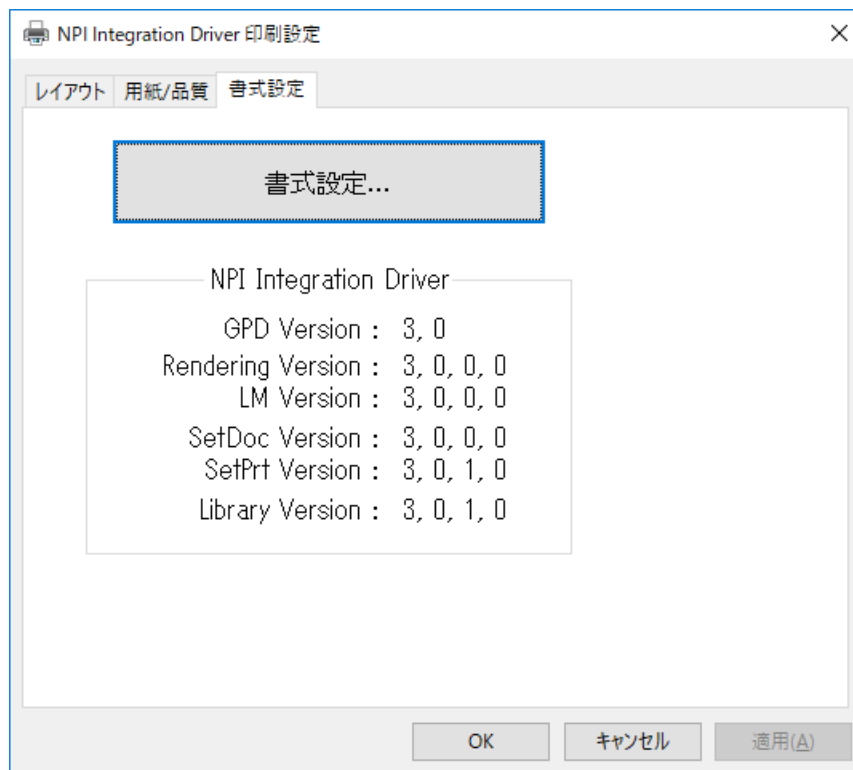 NPI Integration Driver 印刷設定
レイアウト 用紙/品質 書式設定
書式設定...
NPI Integration Driver
GPD Version : 3, 0
Rendering Version : 3, 0, 0, 0
LM Version : 3, 0, 0, 0
SetDoc Version : 3, 0, 0, 0
SetPrt Version : 3, 0, 1, 0
Library Version : 3, 0, 1, 0
OK キャンセル 適用(A)